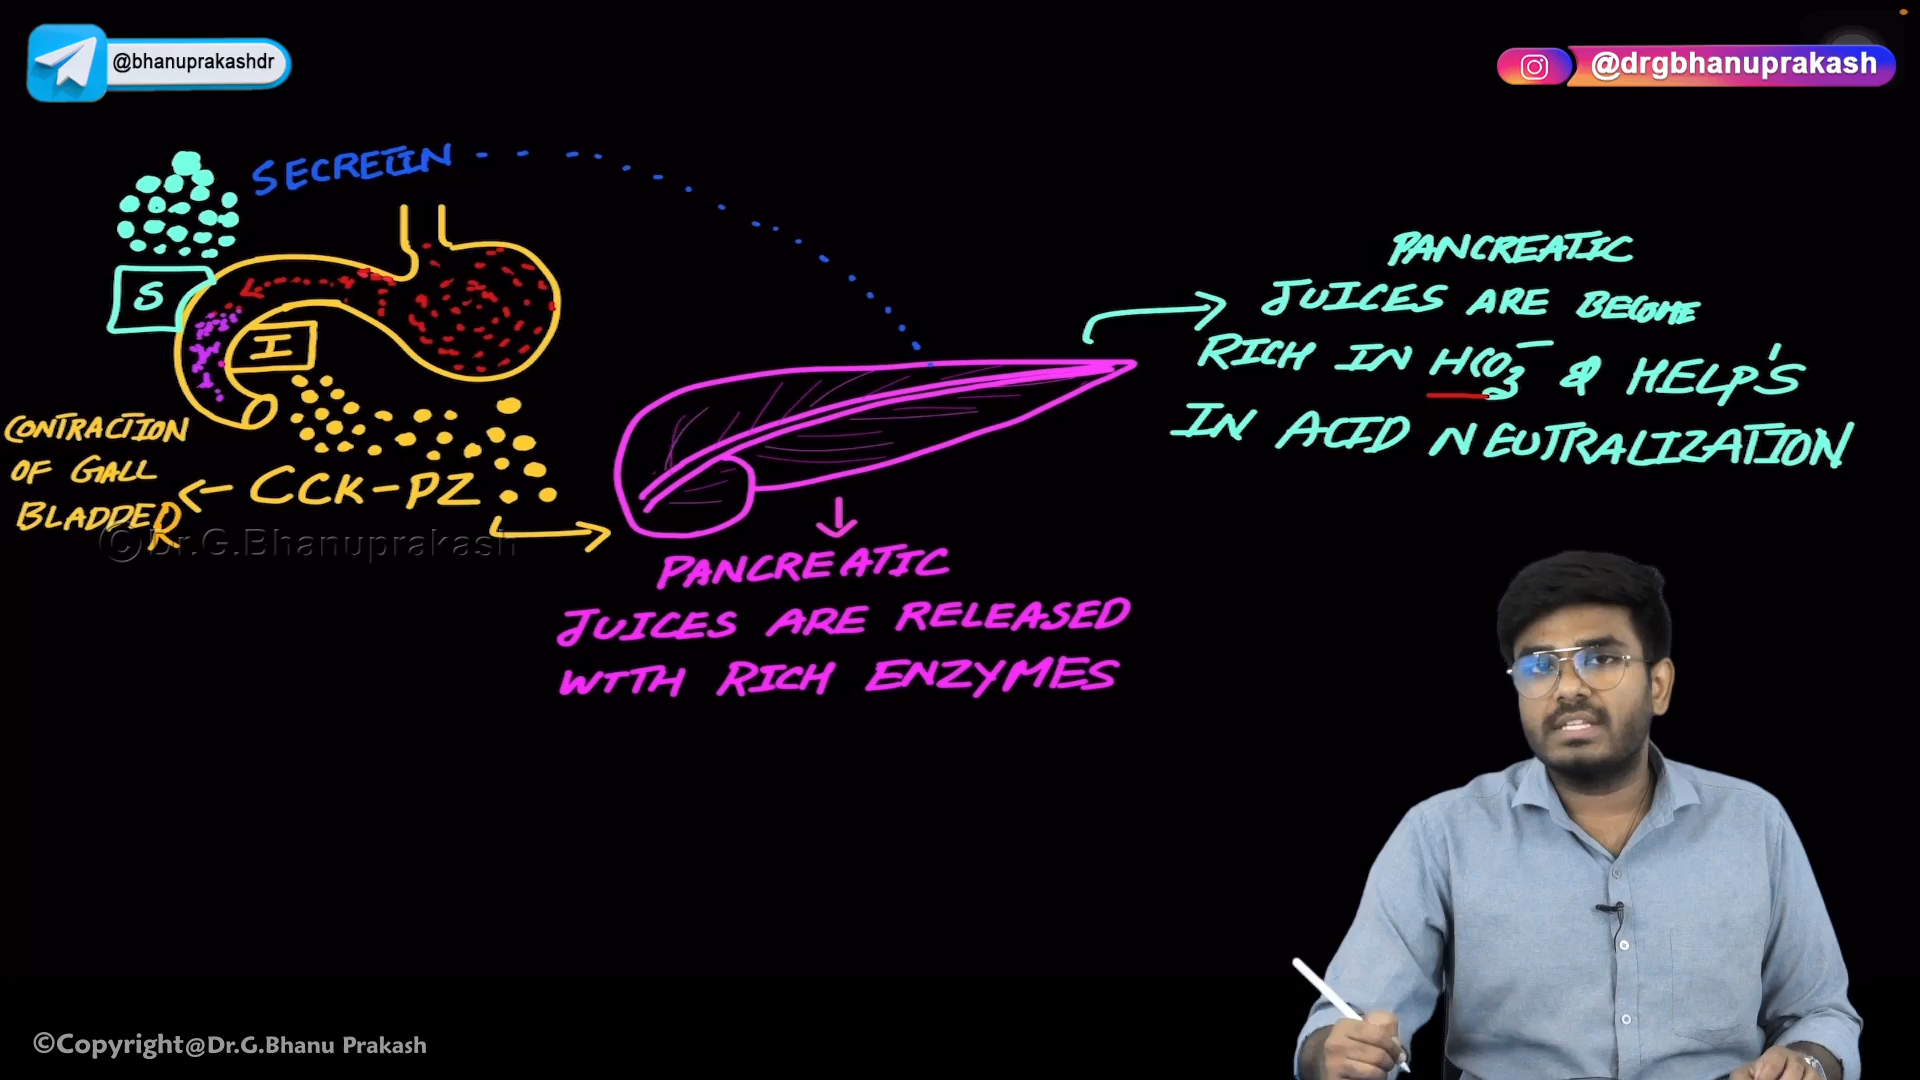 @bhanuprakashdr
@drgbhanuprakash
SECRETIN
S
I
CONTRACTION
OF GALL
BLADDER
CCK-PZ
PANCREATIC
JUICES ARE BECOME
RICH IN HCO3⁻ & HELP'S
IN ACID NEUTRALIZATION
©Dr.G.Bhanuprakash
PANCREATIC
JUICES ARE RELEASED
WITH RICH ENZYMES
©Copyright@Dr.G.Bhanu Prakash